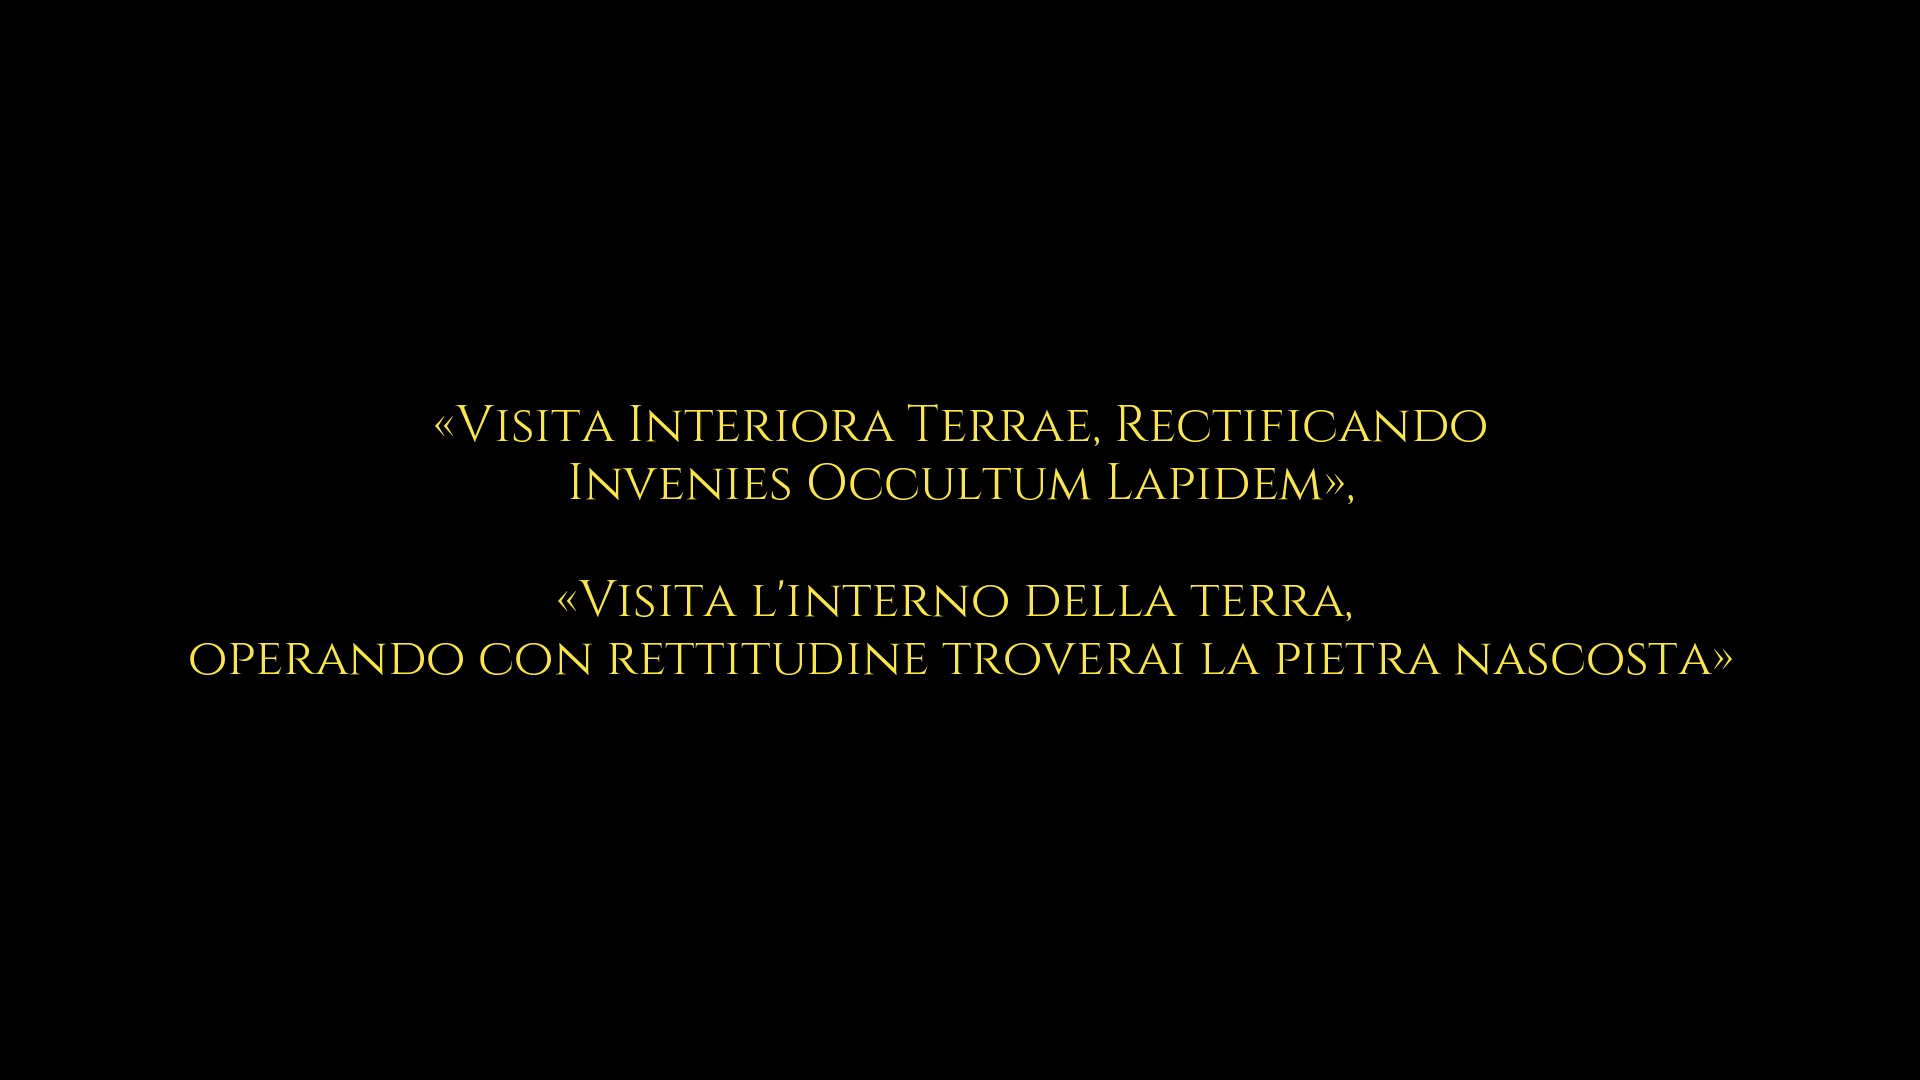 «Visita Interiora Terrae, Rectificando
Invenies Occultum Lapidem»,
«Visita l'interno della terra,
operando con rettitudine troverai la pietra nascosta»